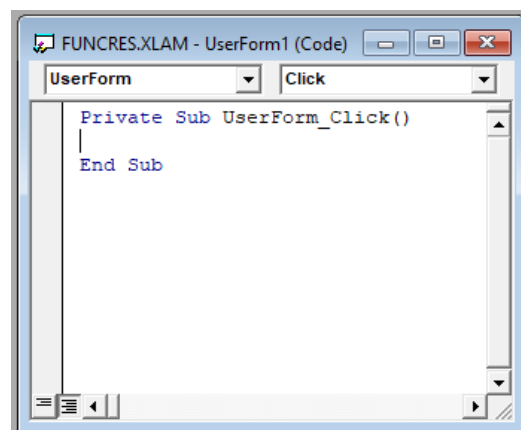 FUNCRES.XLAM - UserForm1 (Code)
UserForm Click
Private Sub UserForm_Click()
End Sub